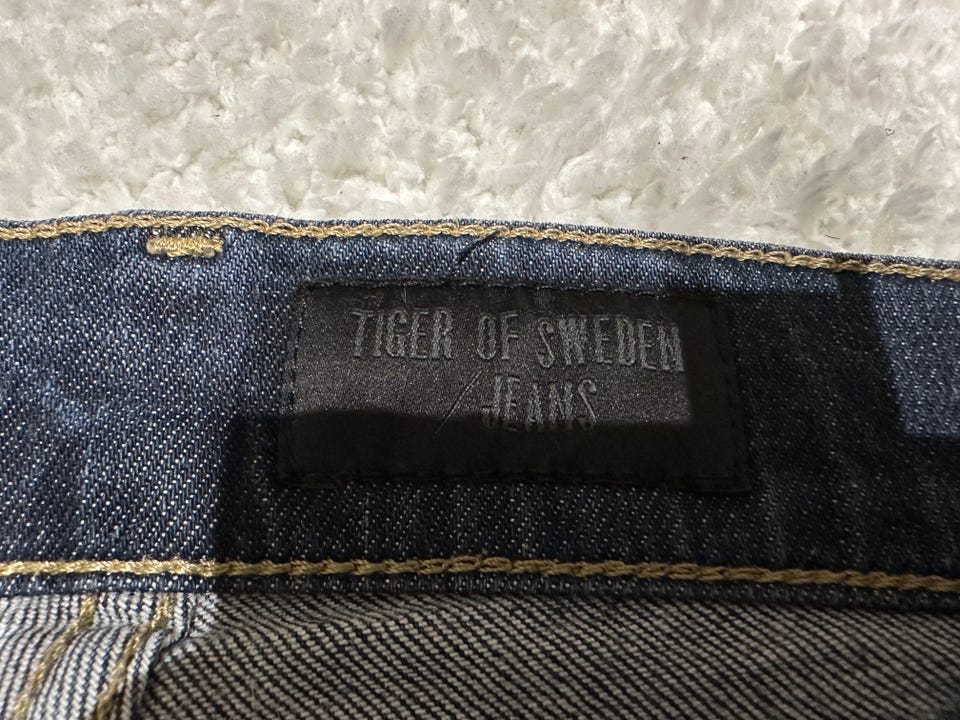 TIGER OF SWEDEN
/ JEANS